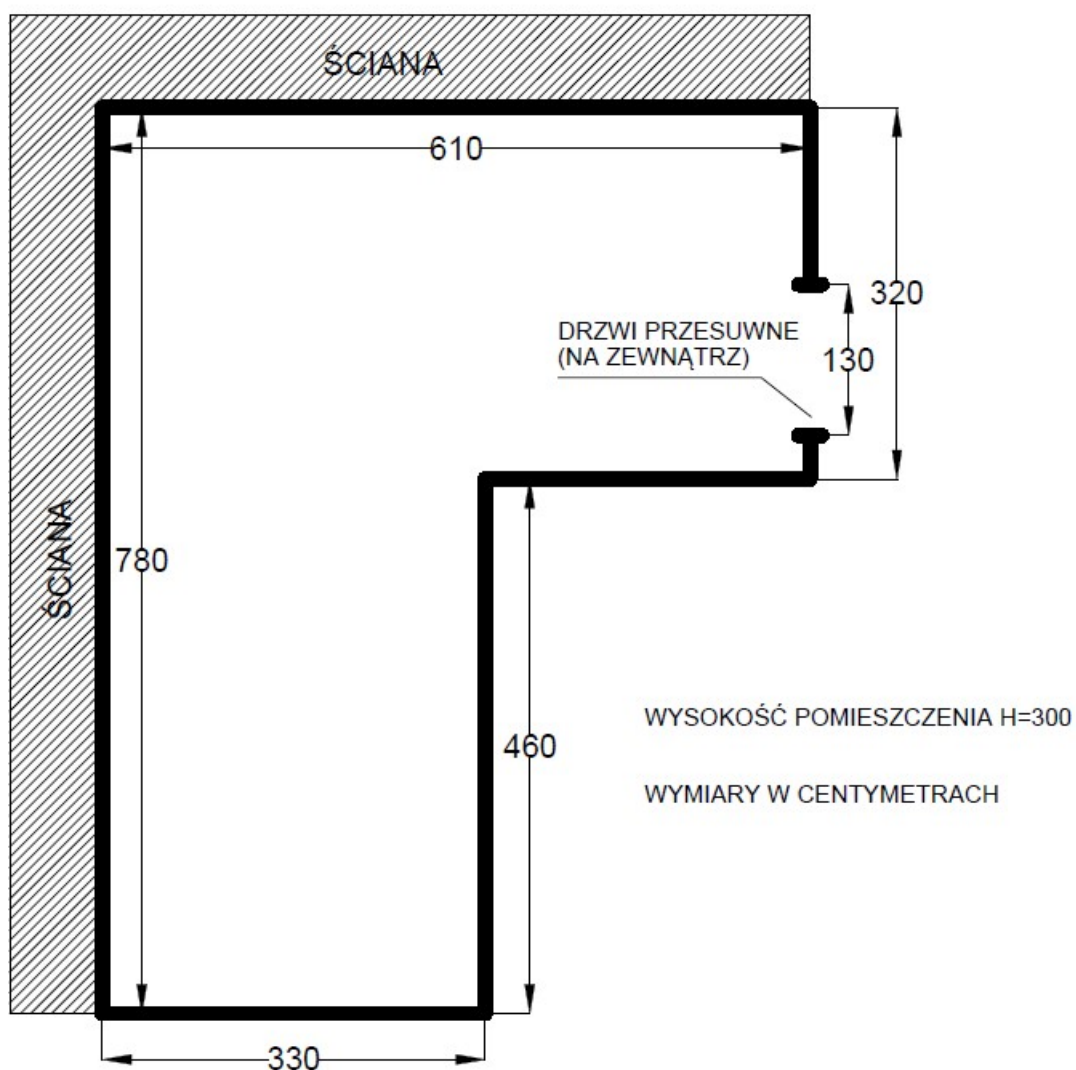 ŚCIANA
610
320
DRZWI PRZESUWNE
(NA ZEWNĄTRZ)
130
ŚCIANA
780
460
WYSOKOŚĆ POMIESZCZENIA H=300
WYMIARY W CENTYMETRACH
330